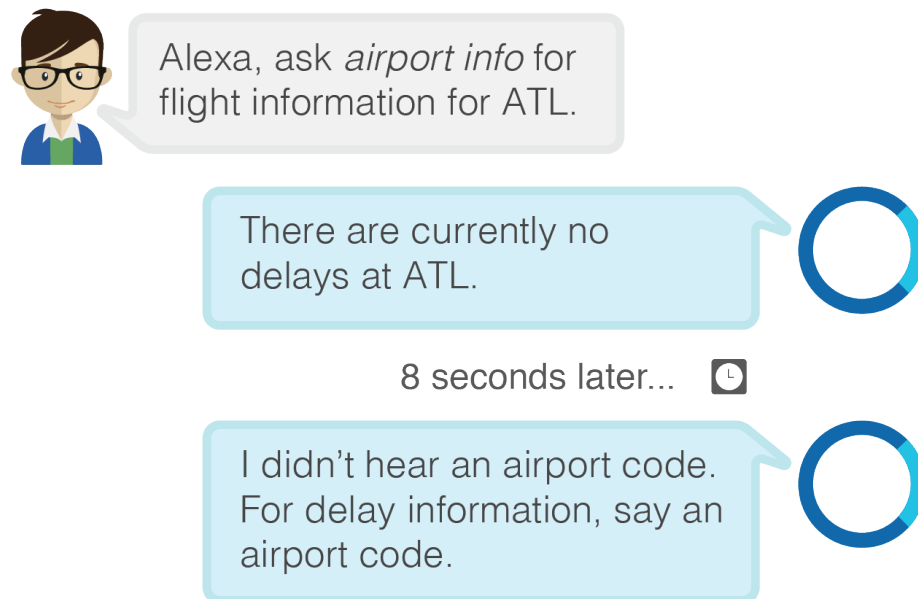 Alexa, ask airport info for
flight information for ATL.
There are currently no
delays at ATL.
8 seconds later...
I didn’t hear an airport code.
For delay information, say an
airport code.